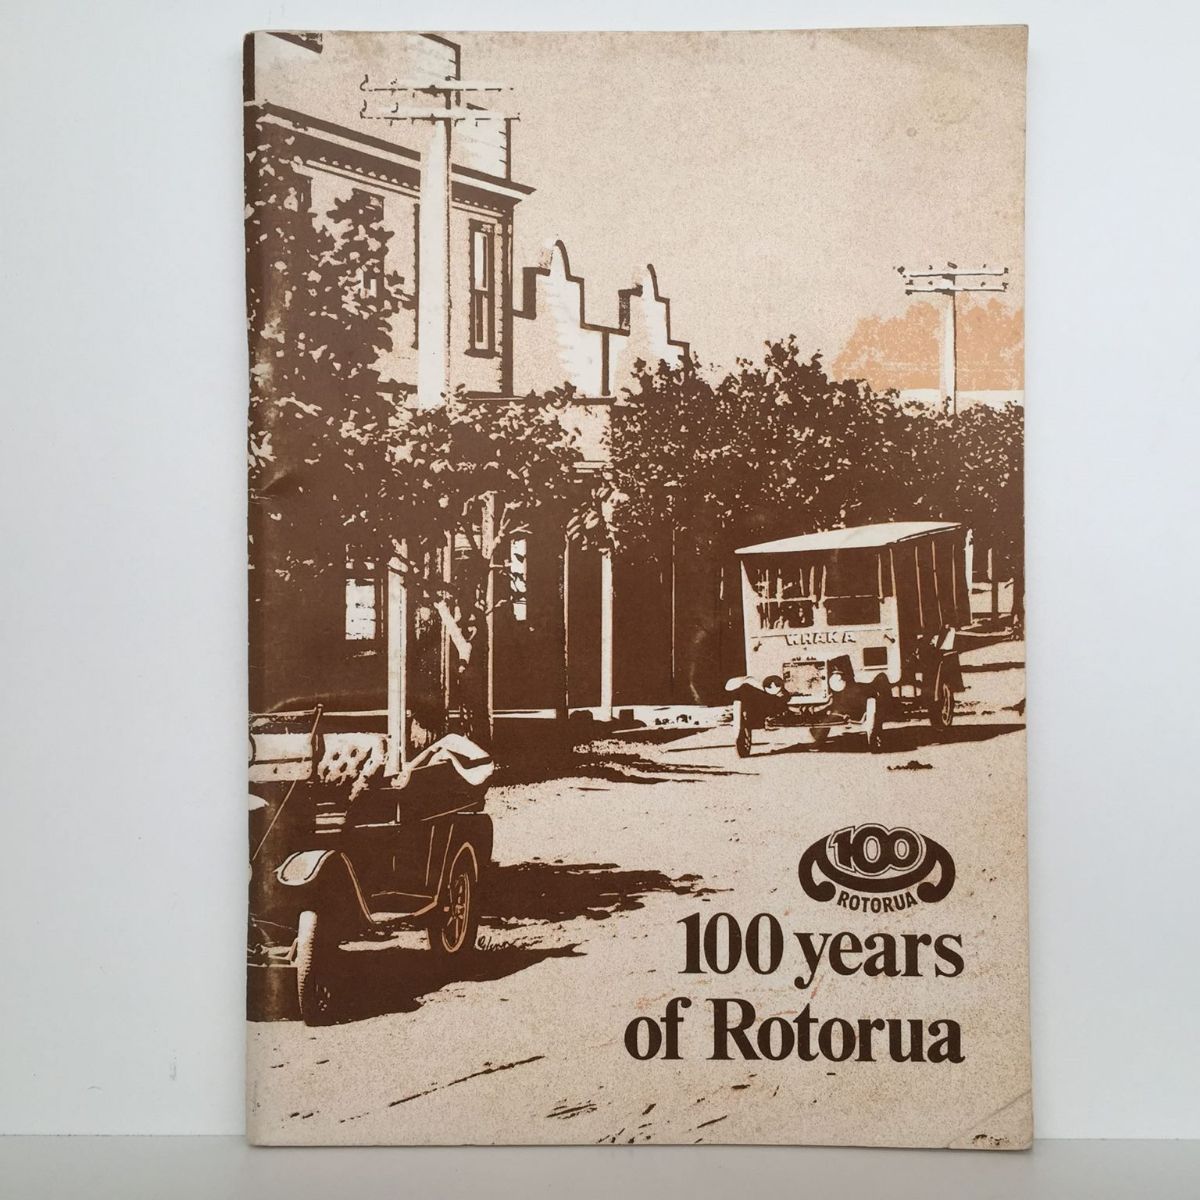 WHAKA
100
ROTORUA
100 years
of Rotorua